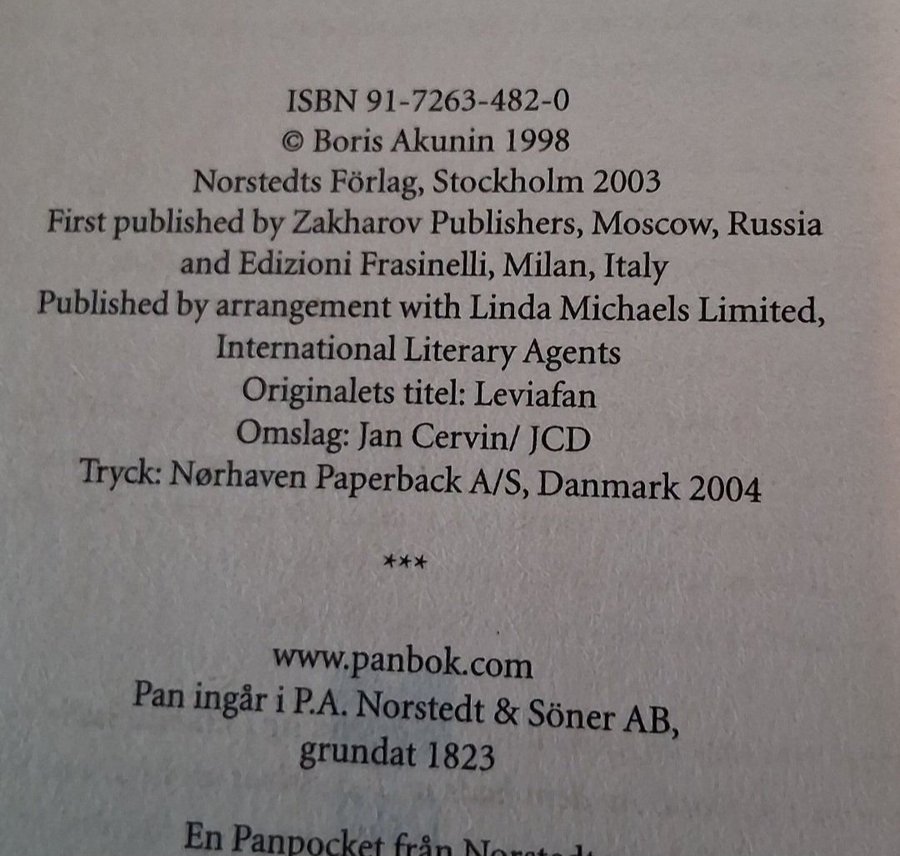 ISBN 91-7263-482-0
© Boris Akunin 1998
Norstedts Förlag, Stockholm 2003
First published by Zakharov Publishers, Moscow, Russia
and Edizioni Frasinelli, Milan, Italy
Published by arrangement with Linda Michaels Limited,
International Literary Agents
Originalets titel: Leviafan
Omslag: Jan Cervin/ JCD
Tryck: Nørhaven Paperback A/S, Danmark 2004
***
www.panbok.com
Pan ingår i P.A. Norstedt & Söner AB,
grundat 1823
En Panpocket från